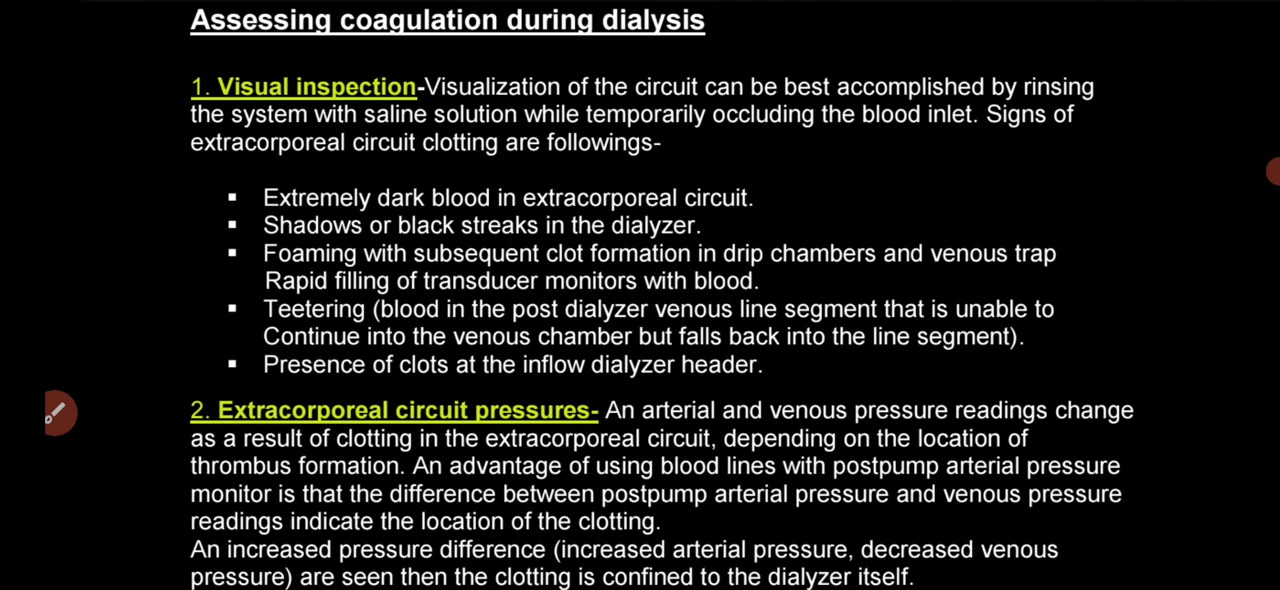 Assessing coagulation during dialysis
1. Visual inspection-Visualization of the circuit can be best accomplished by rinsing
the system with saline solution while temporarily occluding the blood inlet. Signs of
extracorporeal circuit clotting are followings-
▪ Extremely dark blood in extracorporeal circuit.
▪ Shadows or black streaks in the dialyzer.
▪ Foaming with subsequent clot formation in drip chambers and venous trap
Rapid filling of transducer monitors with blood.
▪ Teetering (blood in the post dialyzer venous line segment that is unable to
Continue into the venous chamber but falls back into the line segment).
▪ Presence of clots at the inflow dialyzer header.
2. Extracorporeal circuit pressures- An arterial and venous pressure readings change
as a result of clotting in the extracorporeal circuit, depending on the location of
thrombus formation. An advantage of using blood lines with postpump arterial pressure
monitor is that the difference between postpump arterial pressure and venous pressure
readings indicate the location of the clotting.
An increased pressure difference (increased arterial pressure, decreased venous
pressure) are seen then the clotting is confined to the dialyzer itself.